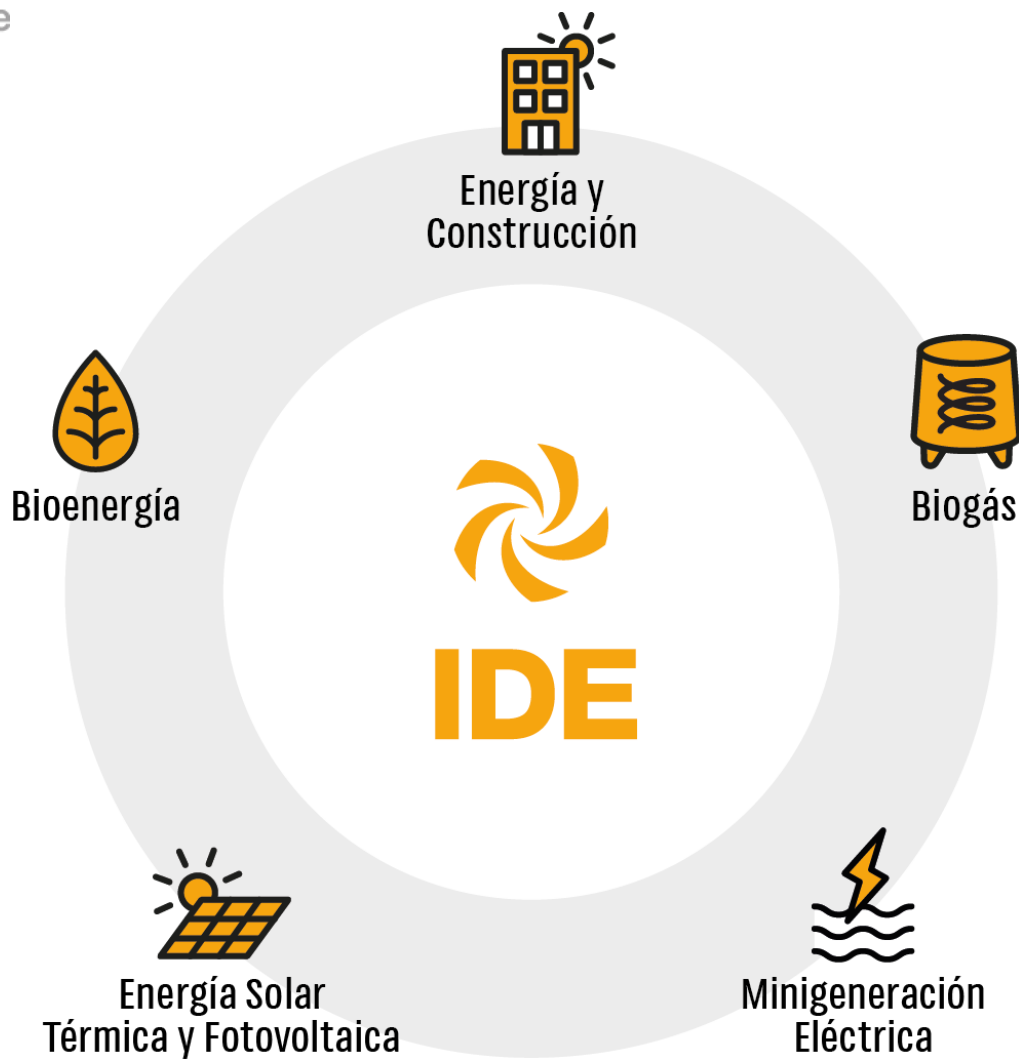 e
Energía y
Construcción
Bioenergía
Biogás
IDE
Energía Solar
Térmica y Fotovoltaica
Minigeneración
Eléctrica